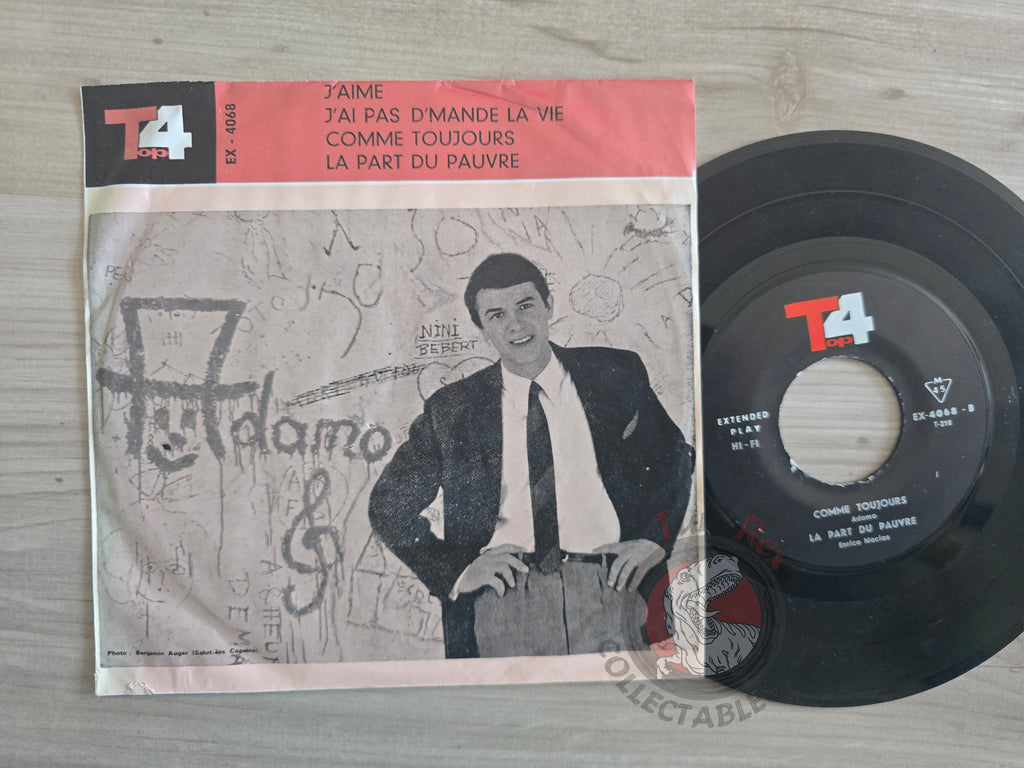 Top 4
EX - 4068
J'AIME
J'AI PAS D'MANDE LA VIE
COMME TOUJOURS
LA PART DU PAUVRE
NINI
BEBERT
Adamo
Photo : Benjamin Auger (Salut les Copains).
Top 4
EXTENDED
PLAY
HI-FI
M
45
EX-4068 - B
T-218
COMME TOUJOURS
Adamo
LA PART DU PAUVRE
Enrico Macias
COLLECTABLE